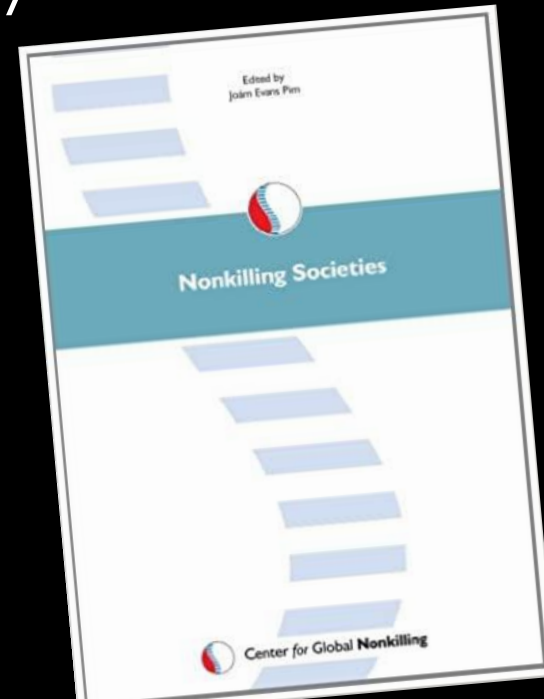 Edited by
Joám Evans Pim
Nonkilling Societies
Center for Global Nonkilling